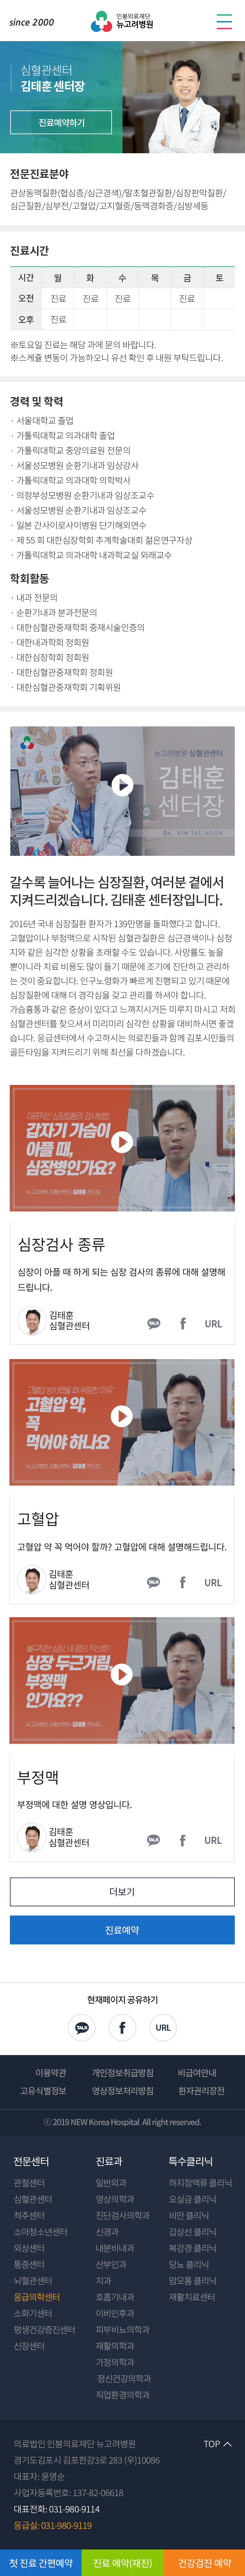 since 2000
인봉의료재단
뉴고려병원
심혈관센터
김태훈 센터장
진료예약하기
전문진료분야
관상동맥질환(협심증/심근경색)/말초혈관질환/심장판막질환/
심근질환/심부전/고혈압/고지혈증/동맥경화증/심방세동
진료시간
시간 월 화 수 목 금 토
오전 진료 진료 진료 진료
오후 진료
※토요일 진료는 해당 과에 문의 바랍니다.
※스케쥴 변동이 가능하오니 유선 확인 후 내원 부탁드립니다.
경력 및 학력
· 서울대학교 졸업
· 가톨릭대학교 의과대학 졸업
· 가톨릭대학교 중앙의료원 전문의
· 서울성모병원 순환기내과 임상강사
· 가톨릭대학교 의과대학 의학박사
· 의정부성모병원 순환기내과 임상조교수
· 서울성모병원 순환기내과 임상조교수
· 일본 간사이로사이병원 단기해외연수
· 제 55 회 대한심장학회 추계학술대회 젊은연구자상
· 가톨릭대학교 의과대학 내과학교실 외래교수
학회활동
· 내과 전문의
· 순환기내과 분과전문의
· 대한심혈관중재학회 중재시술인증의
· 대한내과학회 정회원
· 대한심장학회 정회원
· 대한심혈관중재학회 정회원
· 대한심혈관중재학회 기획위원
뉴고려병원 심혈관센터
김태훈
센터장
Dr. KIM TAE HOON
갈수록 늘어나는 심장질환, 여러분 곁에서
지켜드리겠습니다. 김태훈 센터장입니다.
2016년 국내 심장질환 환자가 139만명을 돌파했다고 합니다.
고혈압이나 부정맥으로 시작된 심혈관질환은 심근경색이나 심정
지와 같은 심각한 상황을 초래할 수도 있습니다. 사망률도 높을
뿐아니라 치료 비용도 많이 들기 때문에 조기에 진단하고 관리하
는 것이 중요합니다. 인구노령화가 빠르게 진행되고 있기 때문에
심장질환에 대해 더 경각심을 갖고 관리를 하셔야 합니다.
가슴흉통과 같은 증상이 있다고 느껴지시거든 미루지 마시고 저희
심혈관센터를 찾으셔서 미리미리 심각한 상황을 대비하시면 좋겠
습니다. 응급센터에서 수고하시는 의료진들과 함께 김포시민들의
골든타임을 지켜드리기 위해 최선을 다하겠습니다.
갑자기 가슴이
아플 때,
심장병인가요?
심장검사 종류
심장이 아플 때 하게 되는 심장 검사의 종류에 대해 설명해
드립니다.
김태훈
심혈관센터
TALK
URL
고혈압 약,
꼭
먹어야 하나요
고혈압
고혈압 약 꼭 먹어야 할까? 고혈압에 대해 설명해드립니다.
김태훈
심혈관센터
TALK
URL
심장 두근거림,
부정맥
인가요??
부정맥
부정맥에 대한 설명 영상입니다.
김태훈
심혈관센터
TALK
URL
더보기
진료예약
현재페이지 공유하기
TALK
URL
이용약관 개인정보취급방침 비급여안내
고유식별정보 영상정보처리방침 환자권리장전
ⓒ 2019 NEW Korea Hospital All right reserved.
전문센터
관절센터
심혈관센터
척추센터
소아청소년센터
외상센터
통증센터
뇌혈관센터
응급의학센터
소화기센터
평생건강증진센터
신장센터
진료과
일반외과
영상의학과
진단검사의학과
신경과
내분비내과
산부인과
치과
호흡기내과
이비인후과
피부비뇨의학과
재활의학과
가정의학과
정신건강의학과
직업환경의학과
특수클리닉
하지정맥류 클리닉
요실금 클리닉
비만 클리닉
갑상선 클리닉
복강경 클리닉
당뇨 클리닉
맘모톰 클리닉
재활치료센터
의료법인 인봉의료재단 뉴고려병원
TOP
경기도김포시 김포한강3로 283 (우)10086
대표자: 윤영순
사업자등록번호: 137-82-06618
대표전화: 031-980-9114
응급실: 031-980-9119
첫 진료 간편예약
진료 예약(재진)
건강검진 예약